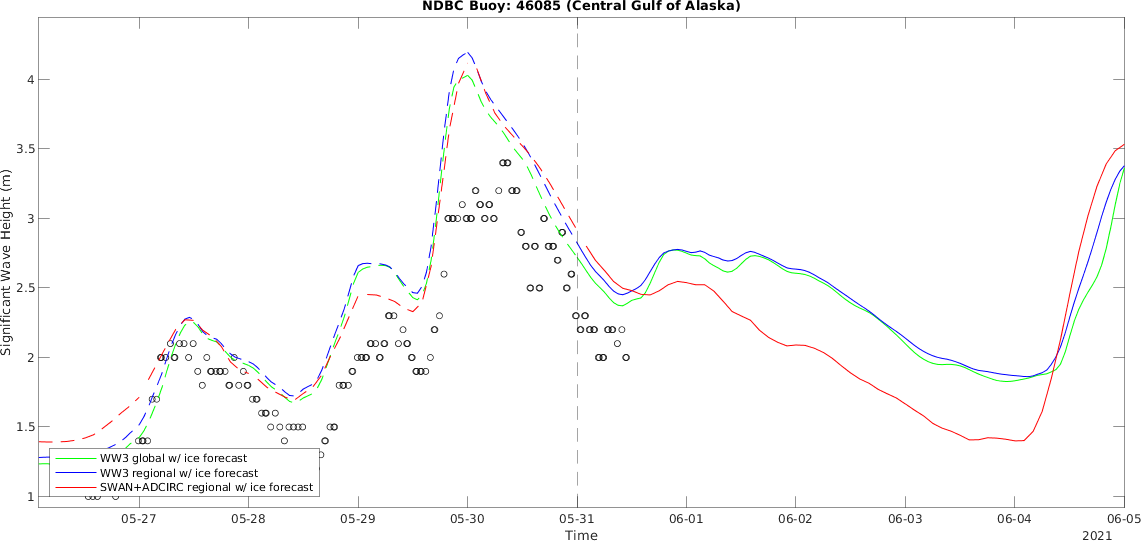 NDBC Buoy: 46085 (Central Gulf of Alaska)
Significant Wave Height (m)
4
3.5
3
2.5
2
1.5
1
WW3 global w/ ice forecast
WW3 regional w/ ice forecast
SWAN+ADCIRC regional w/ ice forecast
05-27 05-28 05-29 05-30 05-31 06-01 06-02 06-03 06-04 06-05
Time
2021